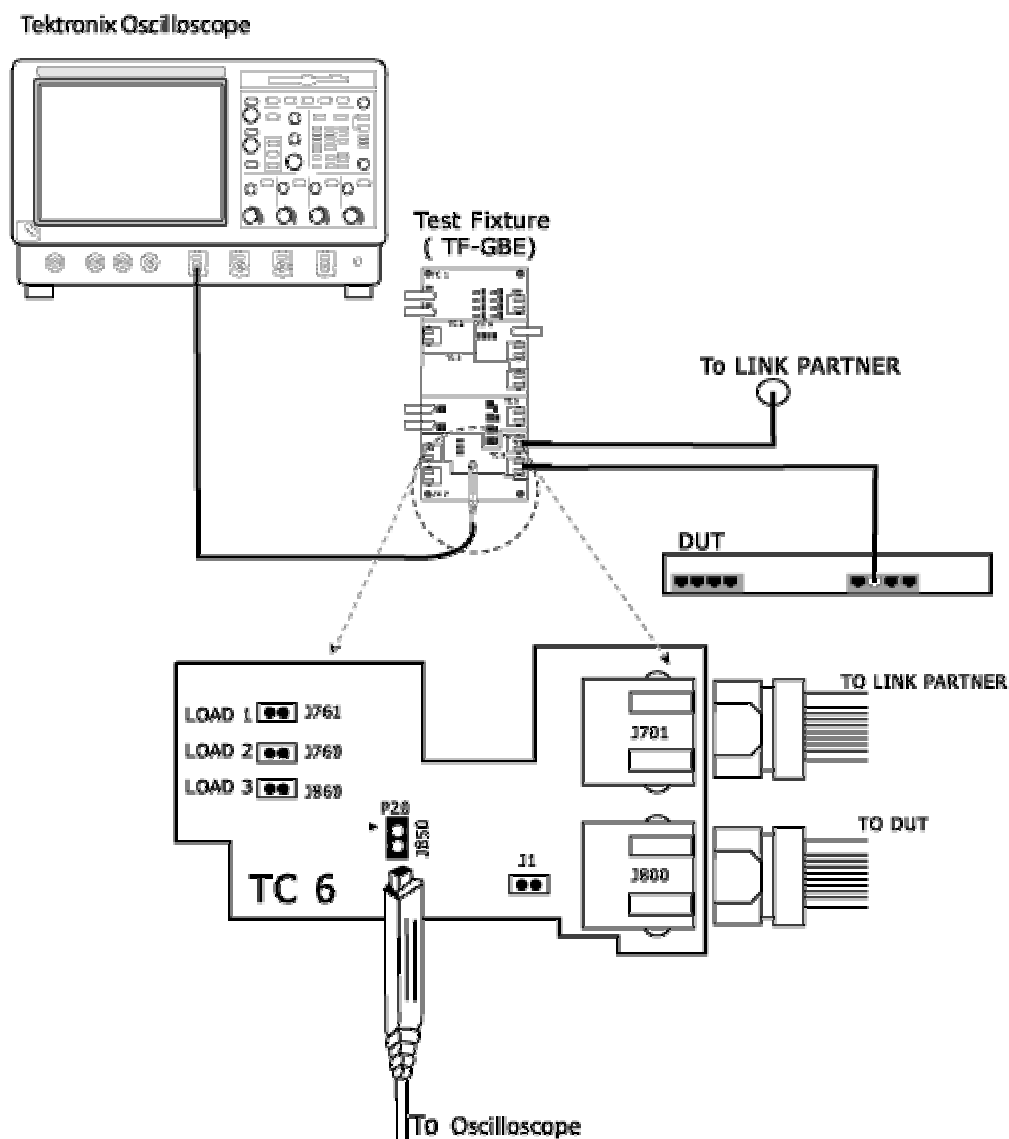 Tektronix Oscilloscope
Test Fixture
( TF-GBE)
To LINK PARTNER
DUT
TO LINK PARTNER
LOAD 1
J761
J701
LOAD 2
J760
LOAD 3
J860
P20
J850
TO DUT
J1
J800
TC 6
To Oscilloscope